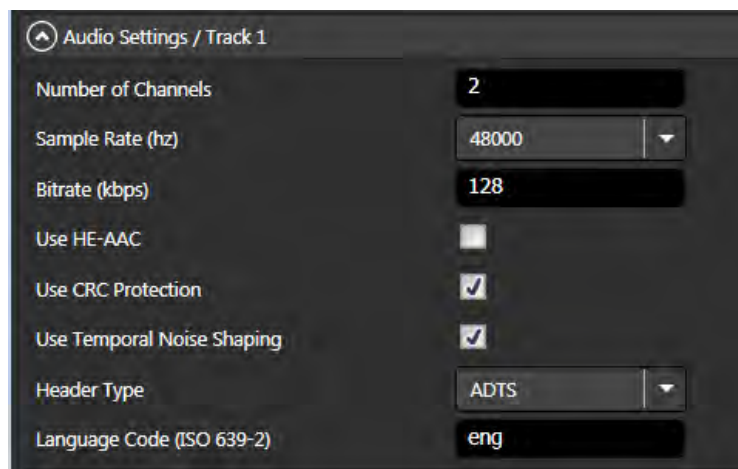 Audio Settings / Track 1
Number of Channels 2
Sample Rate (hz) 48000
Bitrate (kbps) 128
Use HE-AAC
Use CRC Protection
Use Temporal Noise Shaping
Header Type ADTS
Language Code (ISO 639-2) eng